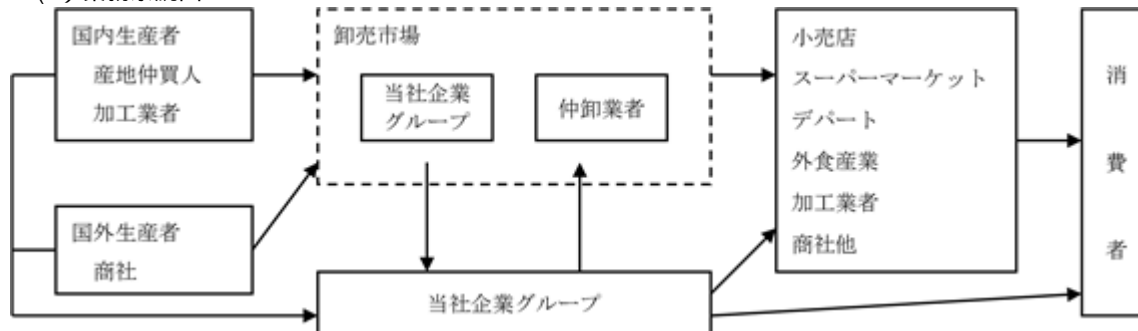 国内生産者
産地仲買人
加工業者
国外生産者
商社
卸売市場
当社企業
グループ
仲卸業者
当社企業グループ
小売店
スーパーマーケット
デパート
外食産業
加工業者
商社他
消
費
者